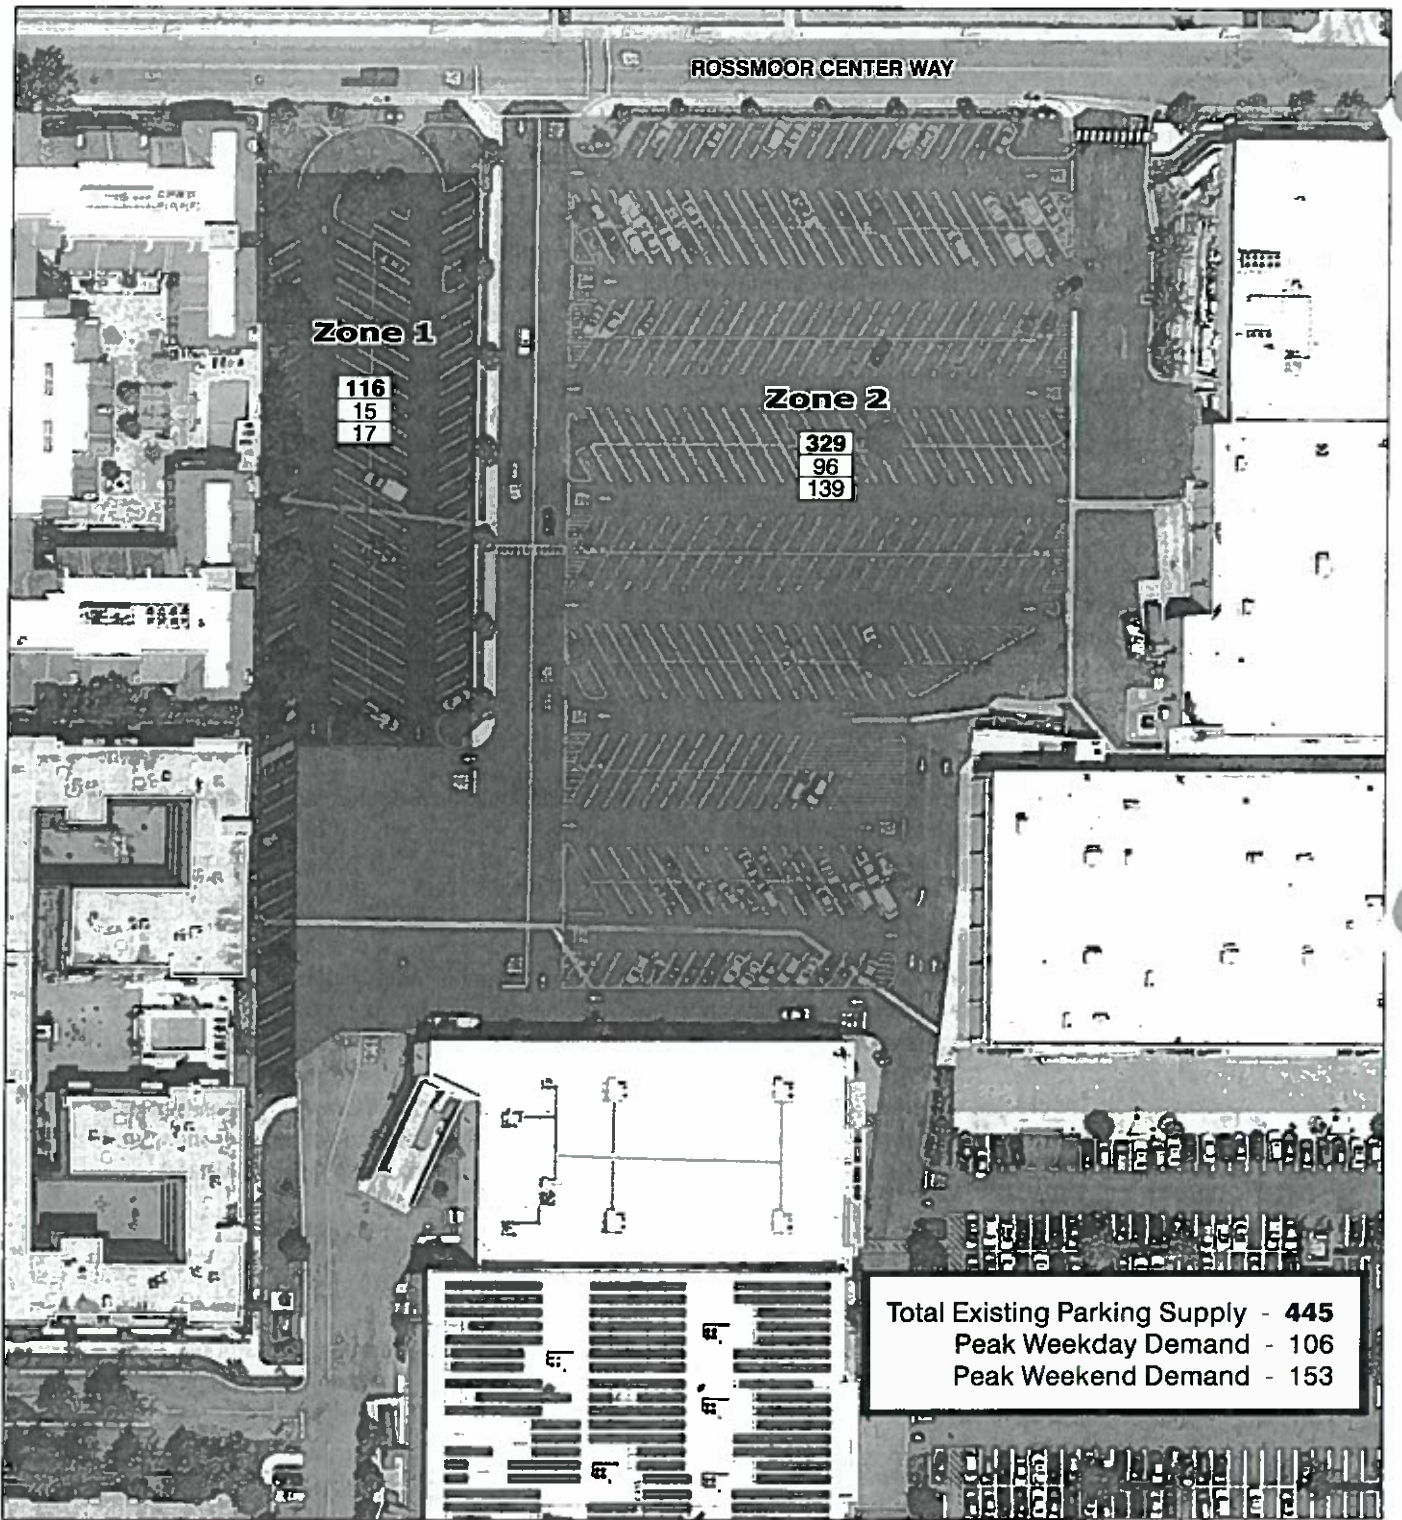 ROSSMOOR CENTER WAY
Zone 1
116
15
17
Zone 2
329
96
139
Total Existing Parking Supply - 445
Peak Weekday Demand - 106
Peak Weekend Demand - 153